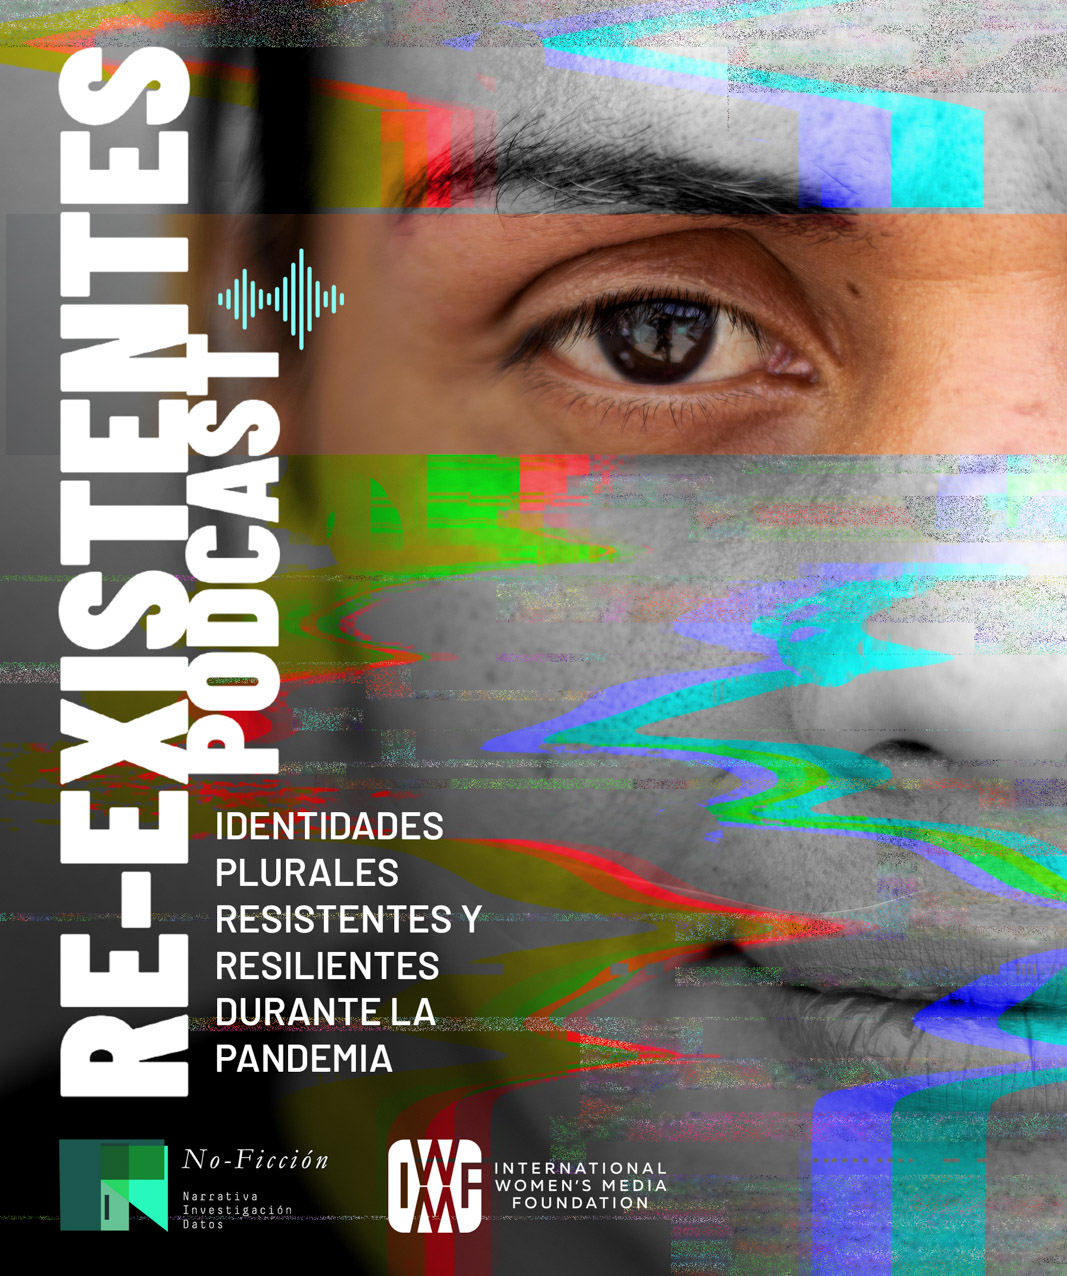 RE-EXISTENTES
PODCAST
IDENTIDADES
PLURALES
RESISTENTES Y
RESILIENTES
DURANTE LA
PANDEMIA
No-Ficción
Narrativa
Investigación
Datos
IWMF
INTERNATIONAL
WOMEN'S MEDIA
FOUNDATION